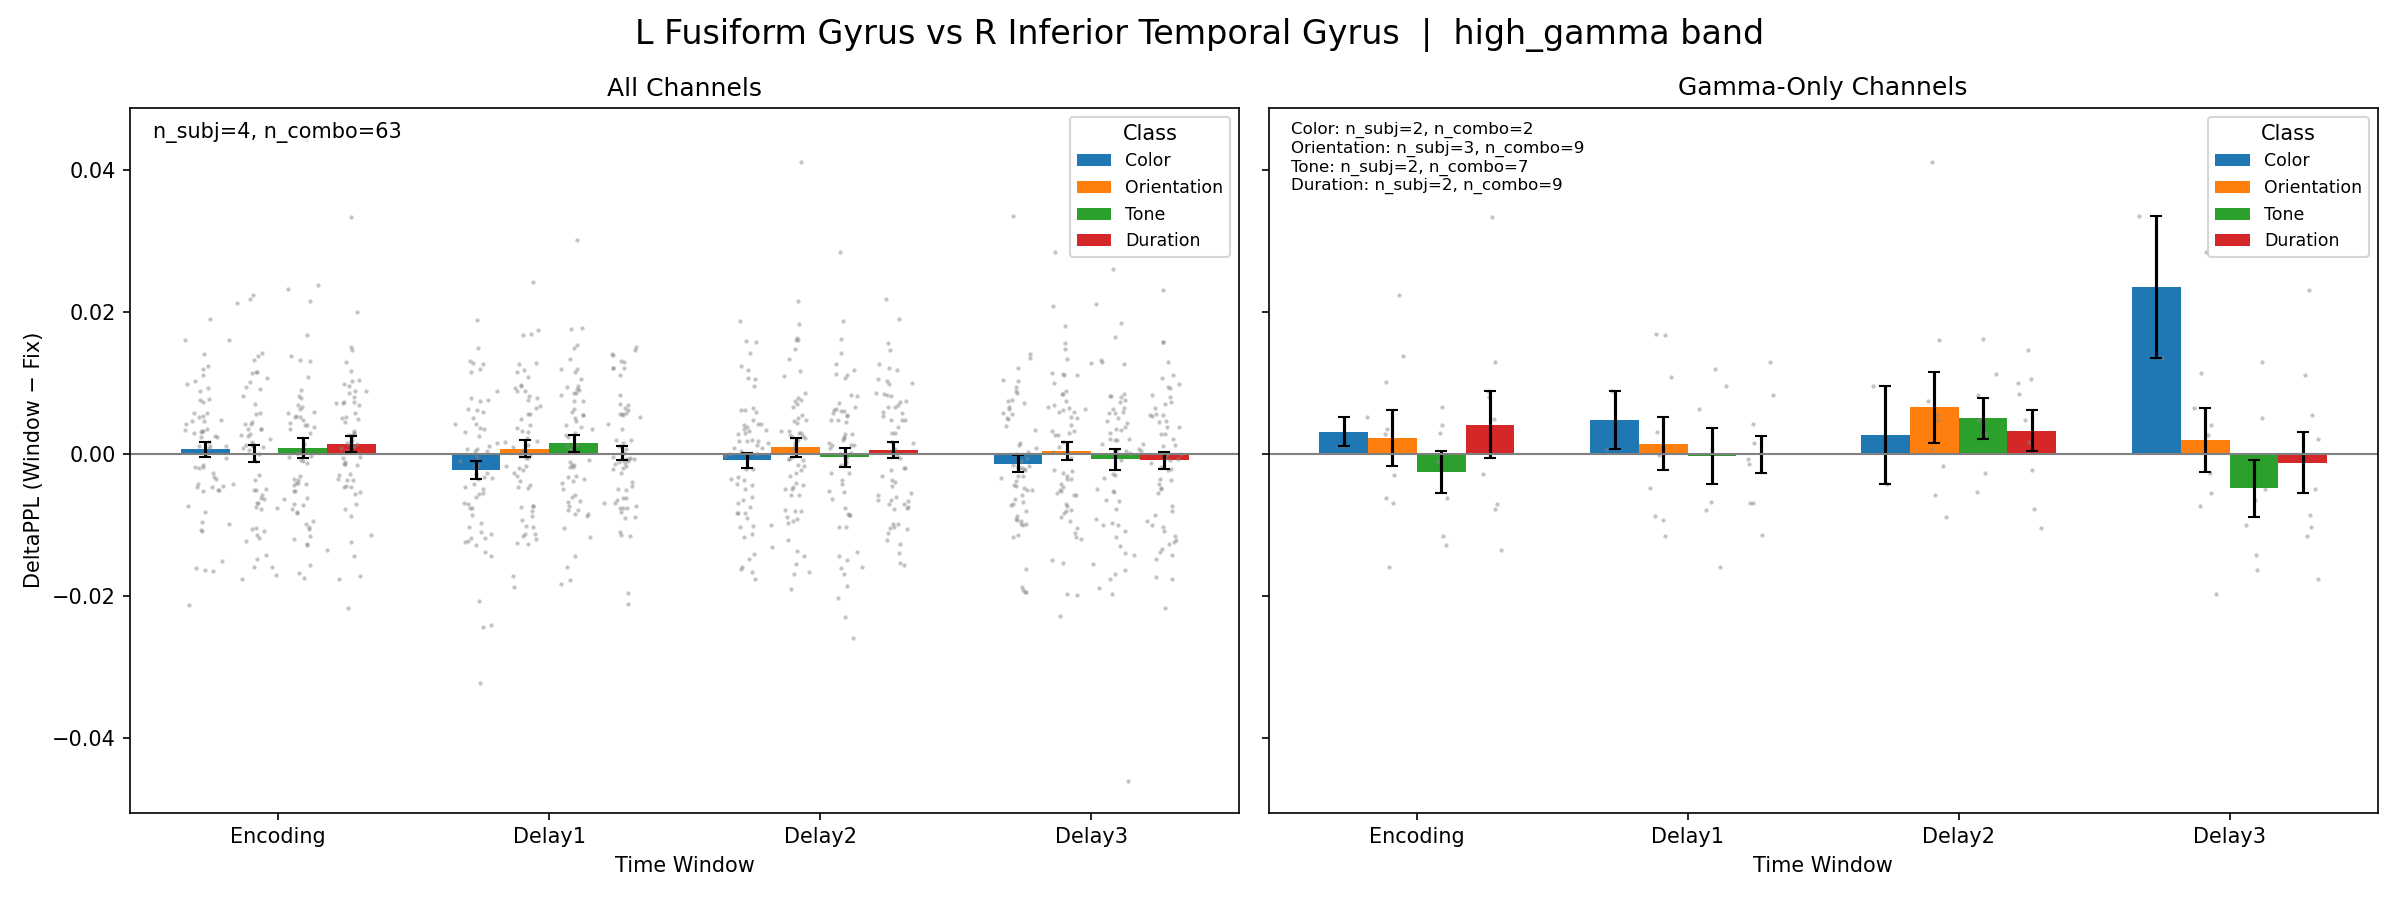 L Fusiform Gyrus vs R Inferior Temporal Gyrus | high_gamma band
All Channels
n_subj=4, n_combo=63
Class
Color
Orientation
Tone
Duration
DeltaPPL (Window − Fix)
0.04
0.02
0.00
−0.02
−0.04
Encoding
Delay1
Delay2
Delay3
Time Window
Gamma-Only Channels
Color: n_subj=2, n_combo=2
Orientation: n_subj=3, n_combo=9
Tone: n_subj=2, n_combo=7
Duration: n_subj=2, n_combo=9
Class
Color
Orientation
Tone
Duration
Encoding
Delay1
Delay2
Delay3
Time Window